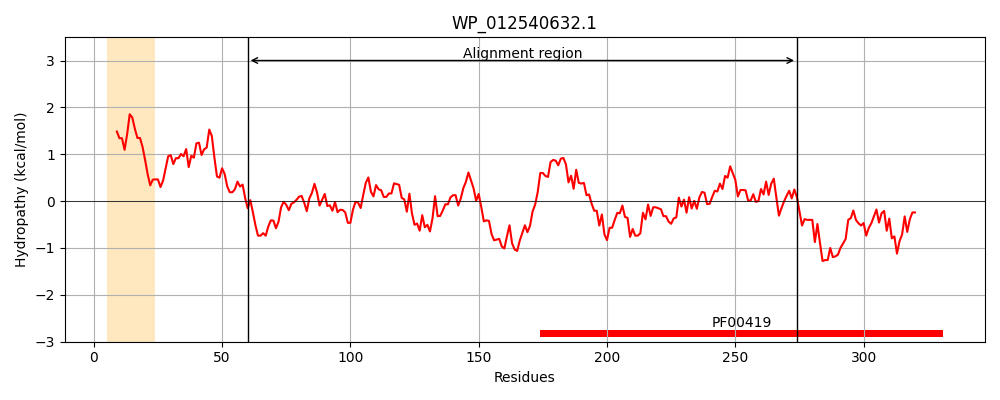 WP_012540632.1
Alignment region
Hydropathy (kcal/mol)
3
2
1
0
−1
−2
−3
PF00419
0 50 100 150 200 250 300
Residues